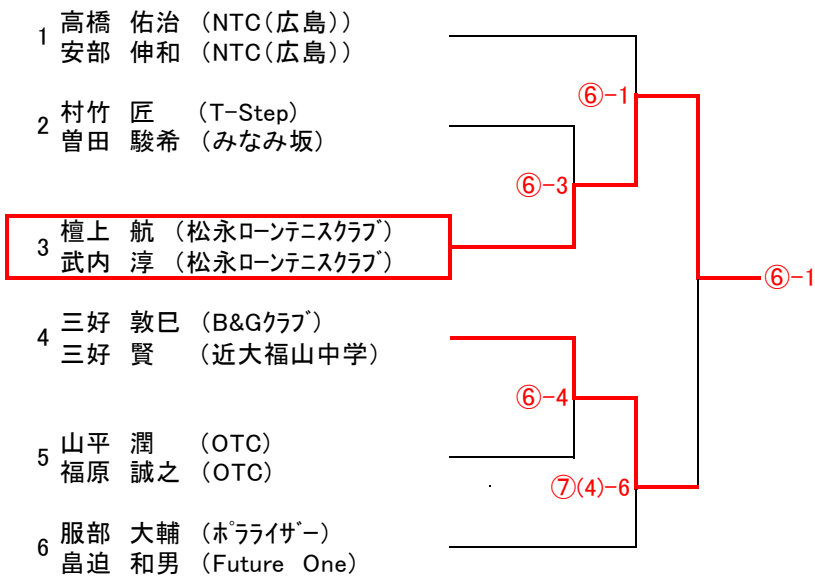 1
高橋 佑治 (NTC(広島))
安部 伸和 (NTC(広島))
⑥-1
2
村竹 匠 (T-Step)
曽田 駿希 (みなみ坂)
⑥-3
3
檀上 航 (松永ローンテニスクラブ)
武内 淳 (松永ローンテニスクラブ)
⑥-1
4
三好 敦巳 (B&Gｸﾗﾌﾞ)
三好 賢 (近大福山中学)
⑥-4
5
山平 潤 (OTC)
福原 誠之 (OTC)
⑦(4)-6
6
服部 大輔 (ﾎﾟﾗﾗｲｻﾞｰ)
畠迫 和男 (Future One)